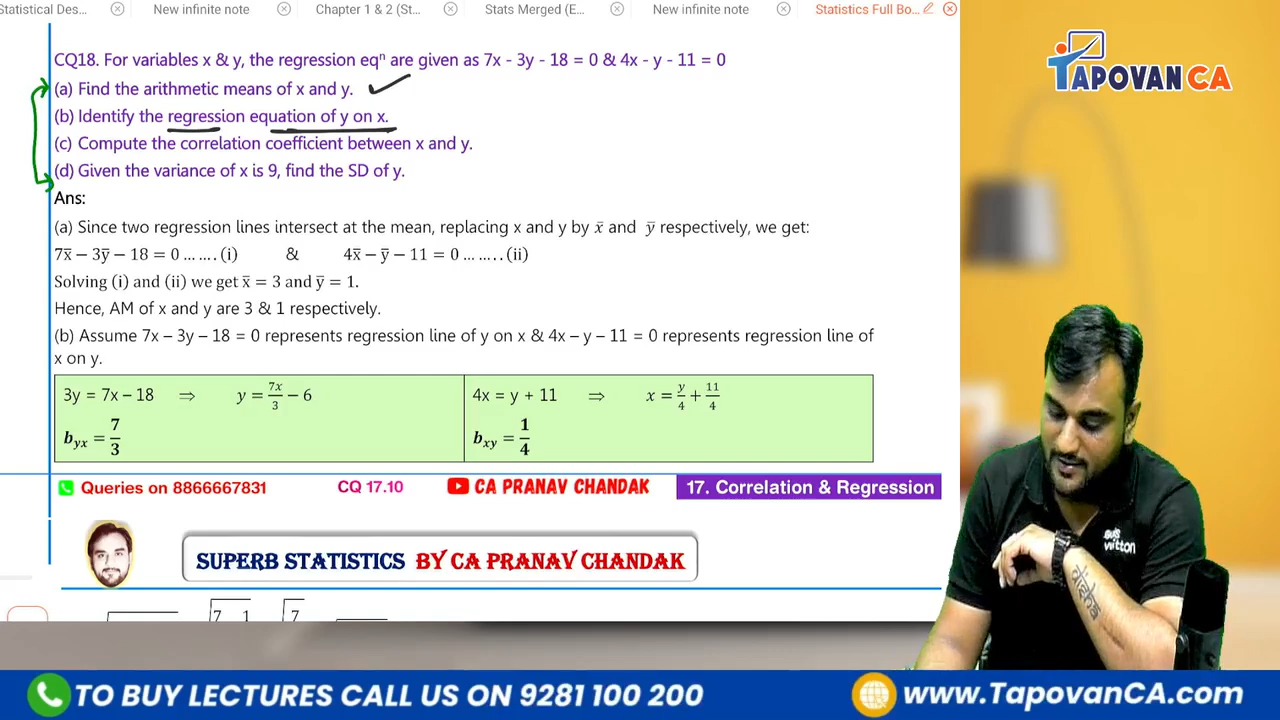 Statistical Des...
New infinite note
Chapter 1 & 2 (St...
Stats Merged (E...
New infinite note
Statistics Full Bo...
TAPOVAN CA
CQ18. For variables x & y, the regression eqⁿ are given as 7x - 3y - 18 = 0 & 4x - y - 11 = 0
(a) Find the arithmetic means of x and y.
(b) Identify the regression equation of y on x.
(c) Compute the correlation coefficient between x and y.
(d) Given the variance of x is 9, find the SD of y.
Ans:
(a) Since two regression lines intersect at the mean, replacing x and y by x̄ and ȳ respectively, we get:
7x̄ − 3ȳ − 18 = 0 ... ... . (i) & 4x̄ − ȳ − 11 = 0 ... ... . . (ii)
Solving (i) and (ii) we get x̄ = 3 and ȳ = 1.
Hence, AM of x and y are 3 & 1 respectively.
(b) Assume 7x – 3y – 18 = 0 represents regression line of y on x & 4x – y – 11 = 0 represents regression line of
x on y.
3y = 7x – 18 ⇒ y = 7x/3 − 6
4x = y + 11 ⇒ x = y/4 + 11/4
b_yx = 7/3
b_xy = 1/4
Queries on 8866667831
CQ 17.10
CA PRANAV CHANDAK
17. Correlation & Regression
SUPERB STATISTICS BY CA PRANAV CHANDAK
TO BUY LECTURES CALL US ON 9281 100 200
www.TapovanCA.com